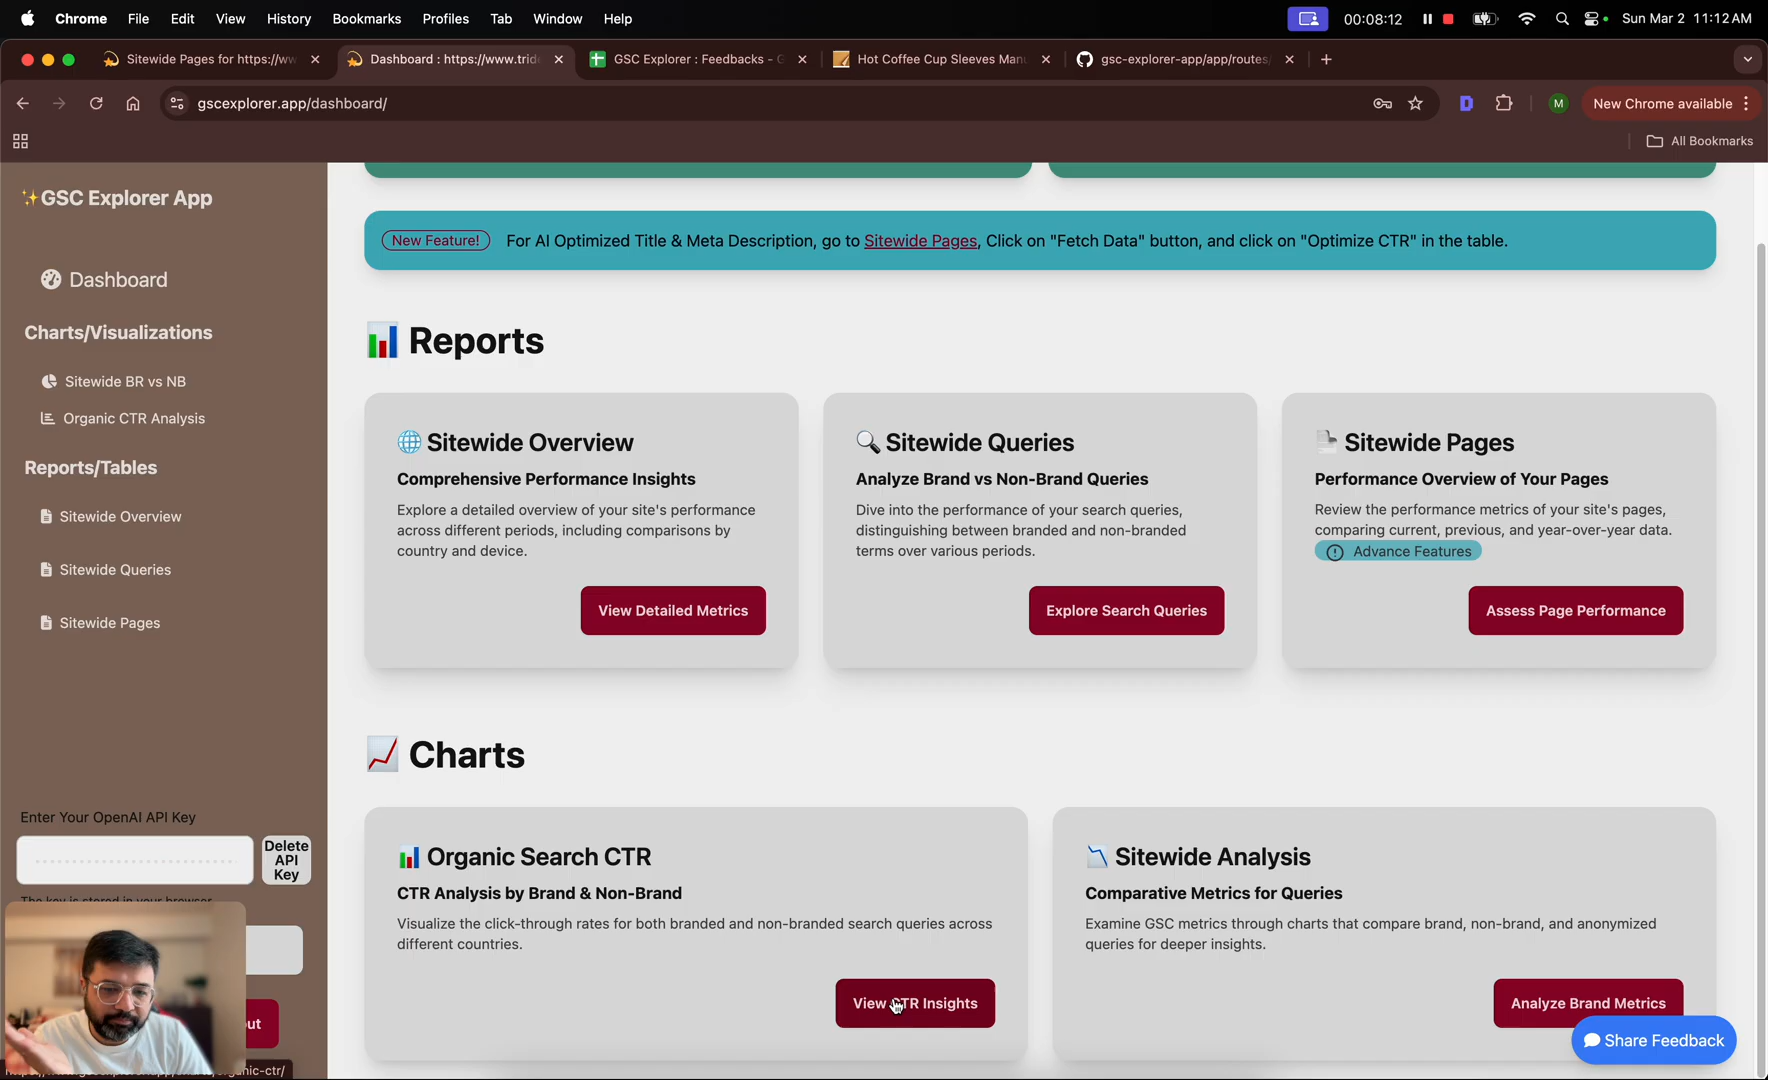 Chrome File Edit View History Bookmarks Profiles Tab Window Help 00:08:12 Sun Mar 2 11:12 AM
Sitewide Pages for https://ww Dashboard : https://www.tride GSC Explorer : Feedbacks - G Hot Coffee Cup Sleeves Man gsc-explorer-app/app/routes/
gscexplorer.app/dashboard/ M New Chrome available
All Bookmarks
✨GSC Explorer App
Dashboard
Charts/Visualizations
Sitewide BR vs NB
Organic CTR Analysis
Reports/Tables
Sitewide Overview
Sitewide Queries
Sitewide Pages
Enter Your OpenAI API Key
Delete
API
Key
The key is stored in your browser
ut
New Feature! For AI Optimized Title & Meta Description, go to Sitewide Pages, Click on "Fetch Data" button, and click on "Optimize CTR" in the table.
Reports
Sitewide Overview
Comprehensive Performance Insights
Explore a detailed overview of your site's performance
across different periods, including comparisons by
country and device.
View Detailed Metrics
Sitewide Queries
Analyze Brand vs Non-Brand Queries
Dive into the performance of your search queries,
distinguishing between branded and non-branded
terms over various periods.
Explore Search Queries
Sitewide Pages
Performance Overview of Your Pages
Review the performance metrics of your site's pages,
comparing current, previous, and year-over-year data.
Advance Features
Assess Page Performance
Charts
Organic Search CTR
CTR Analysis by Brand & Non-Brand
Visualize the click-through rates for both branded and non-branded search queries across
different countries.
View CTR Insights
Sitewide Analysis
Comparative Metrics for Queries
Examine GSC metrics through charts that compare brand, non-brand, and anonymized
queries for deeper insights.
Analyze Brand Metrics
Share Feedback